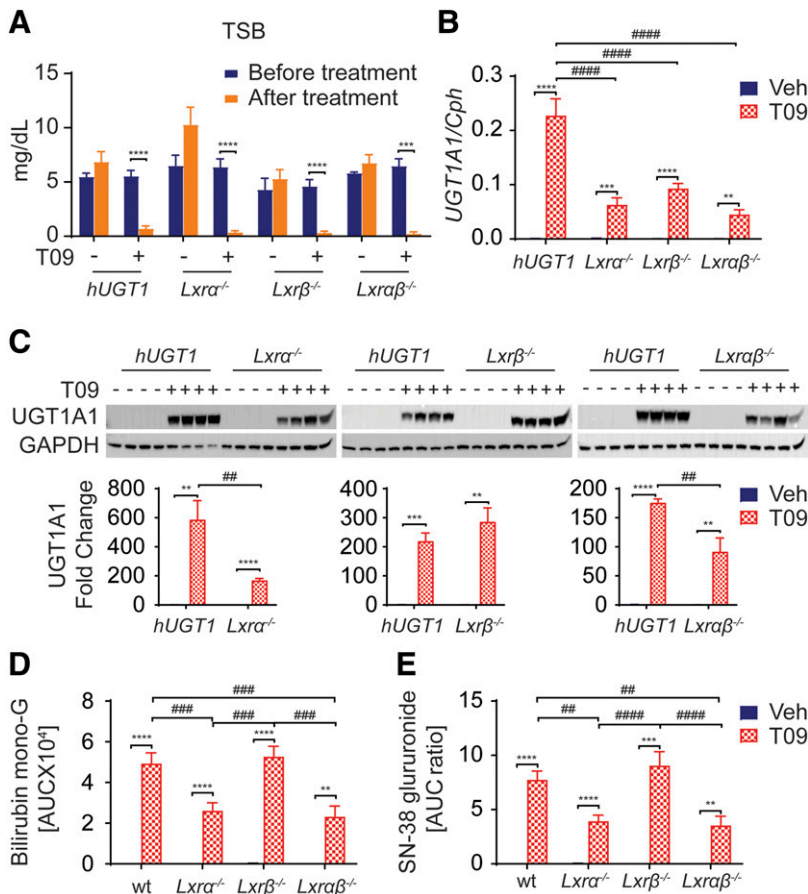 A
TSB
Before treatment
After treatment
mg/dL
15
10
5
0
**** **** **** ***
T09 - + - + - + - +
hUGT1 Lxrα-/- Lxrβ-/- Lxrαβ-/-
B
####
####
####
Veh
T09
UGT1A1/Cph
0.3
0.2
0.1
0.0
**** *** **** **
hUGT1 Lxrα-/- Lxrβ-/- Lxrαβ-/-
C
hUGT1 Lxrα-/- hUGT1 Lxrβ-/- hUGT1 Lxrαβ-/-
T09 - - - - + + + + - - - - + + + + - - - - + + + + - - - - + + + + - - - - + + + + - - - - + + + +
UGT1A1
GAPDH
UGT1A1
Fold Change
800
600
400
200
0
** ## ****
hUGT1 Lxrα-/-
400
300
200
100
0
*** **
hUGT1 Lxrβ-/-
200
150
100
50
0
**** ## **
hUGT1 Lxrαβ-/-
Veh
T09
D
Bilirubin mono-G
[AUCX10⁴]
8
6
4
2
0
###
### ### ###
**** **** **** **
wt Lxrα-/- Lxrβ-/- Lxrαβ-/-
E
SN-38 glururonide
[AUC ratio]
15
10
5
0
##
## #### ####
**** **** *** **
wt Lxrα-/- Lxrβ-/- Lxrαβ-/-
Veh
T09